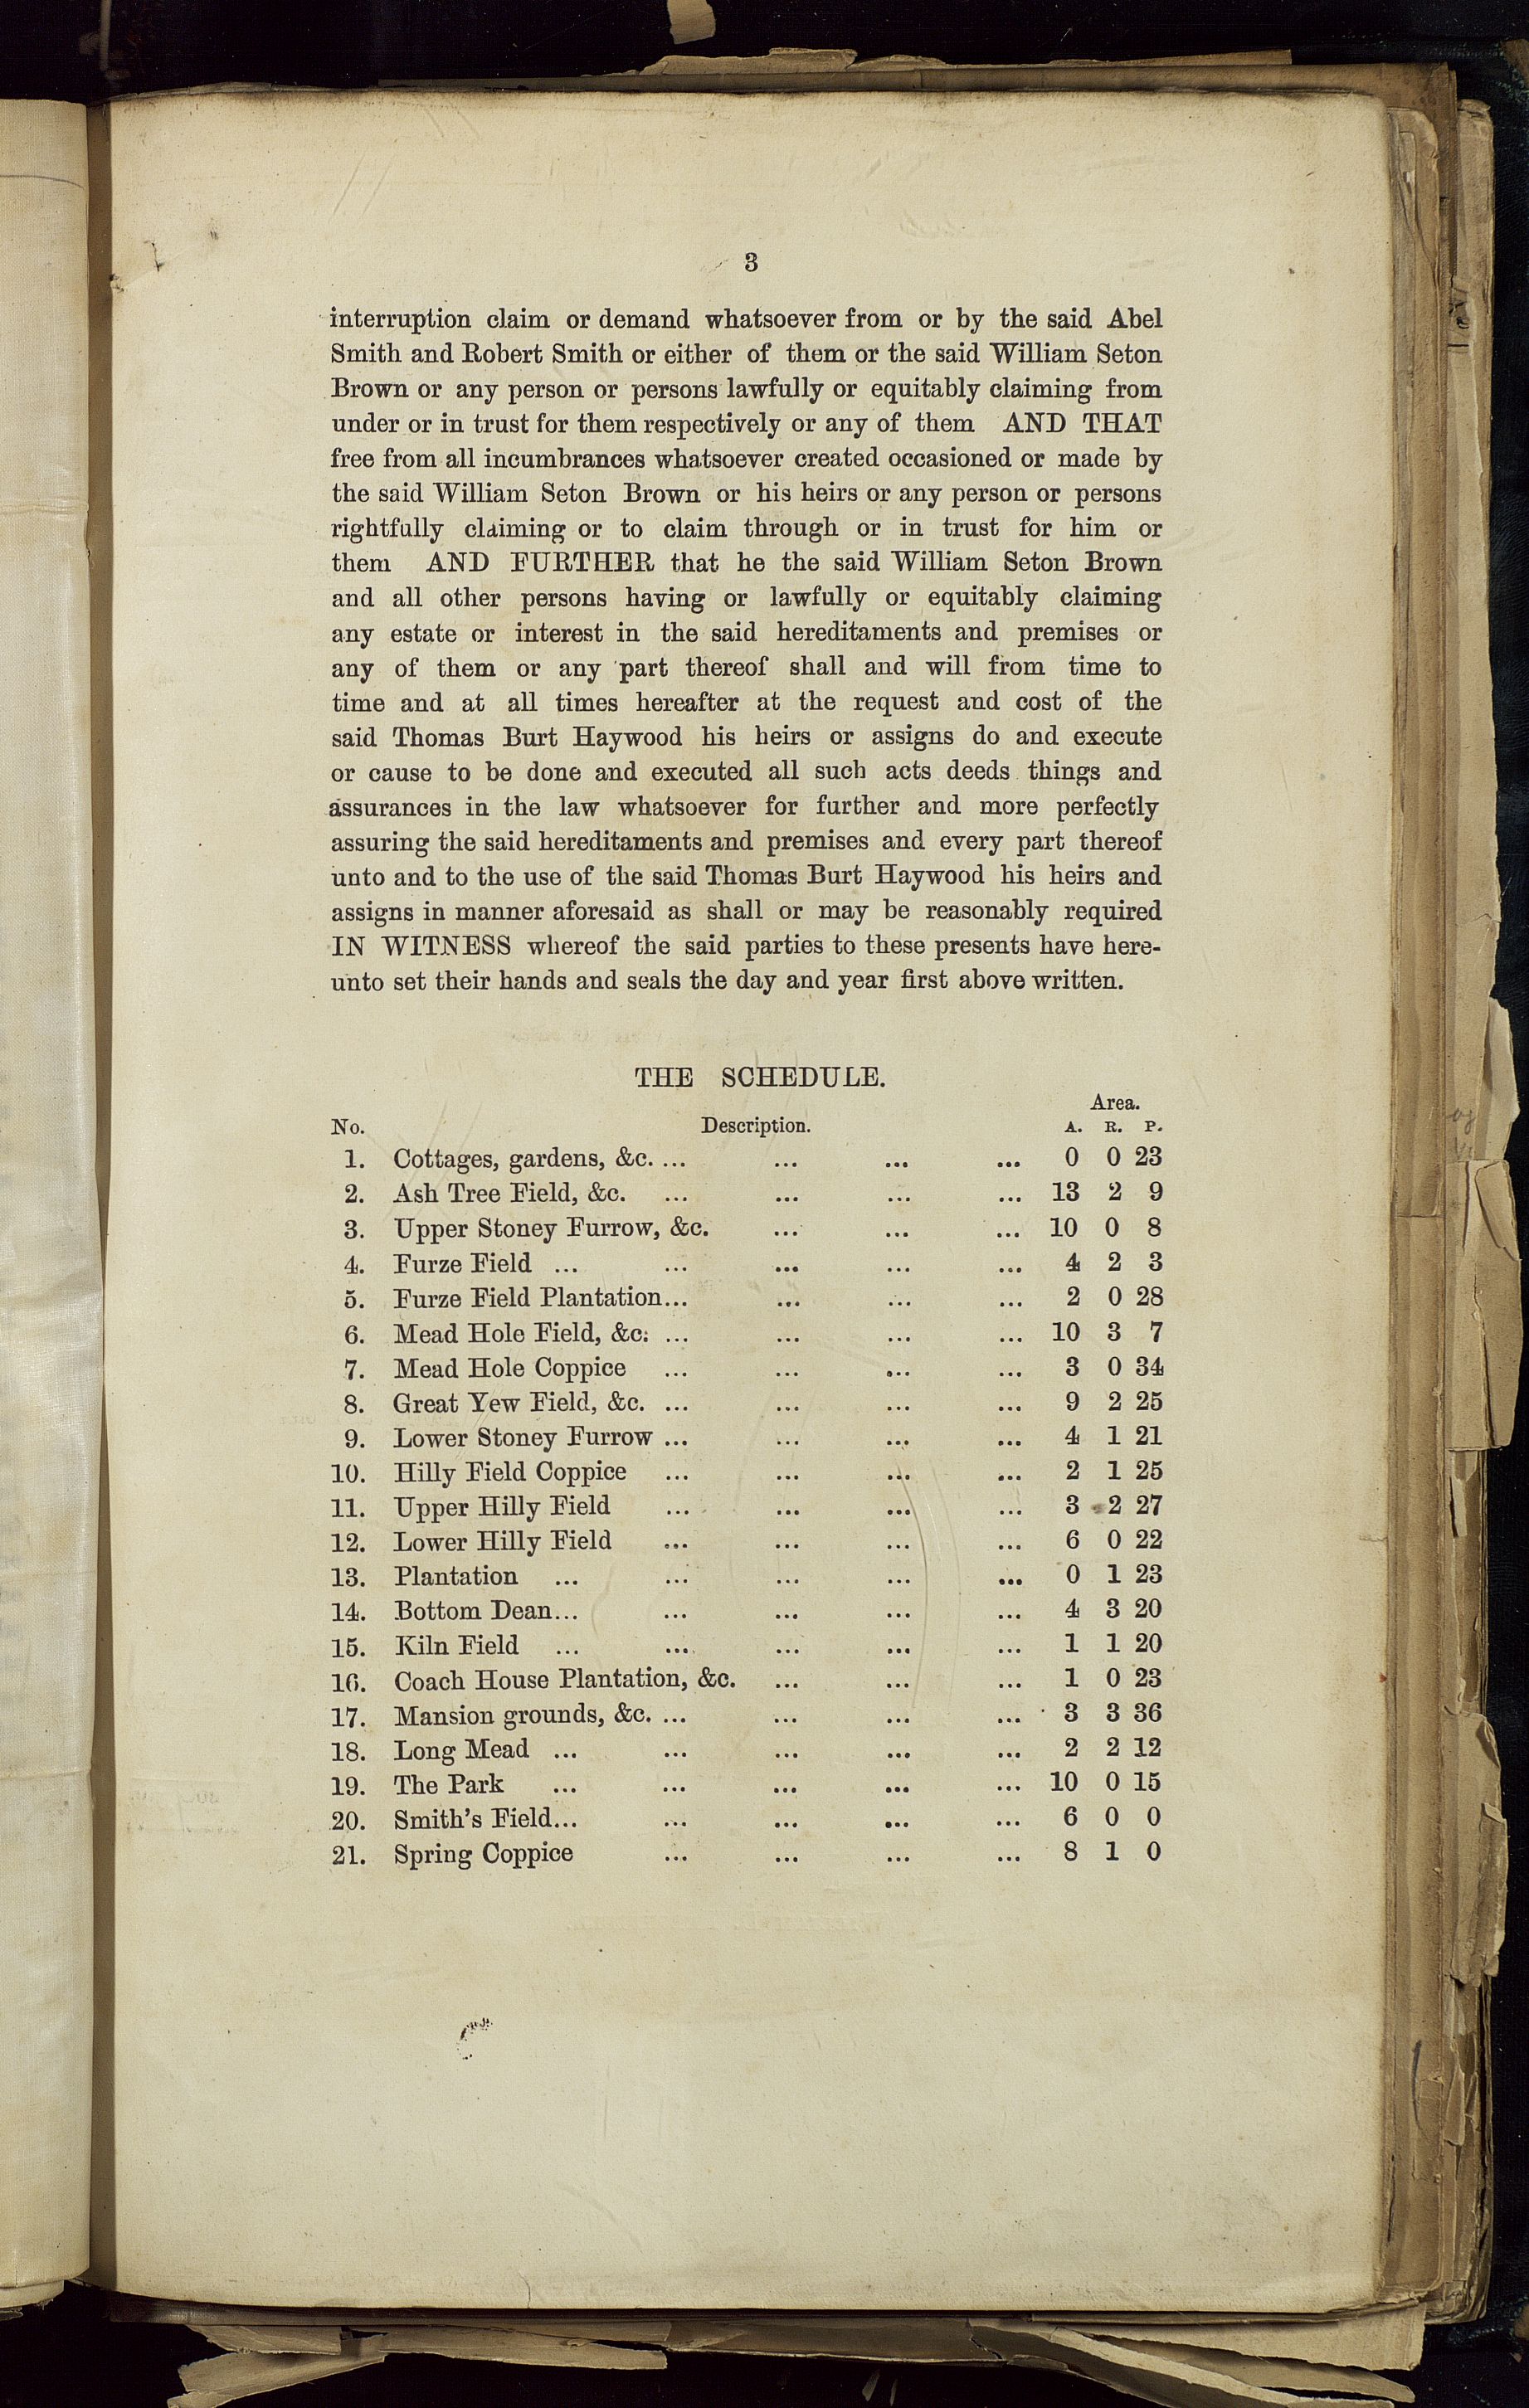 3
interruption claim or demand whatsoever from or by the said Abel
Smith and Robert Smith or either of them or the said William Seton
Brown or any person or persons lawfully or equitably claiming from
under or in trust for them respectively or any of them AND THAT
free from all incumbrances whatsoever created occasioned or made by
the said William Seton Brown or his heirs or any person or persons
rightfully claiming or to claim through or in trust for him or
them AND FURTHER that he the said William Seton Brown
and all other persons having or lawfully or equitably claiming
any estate or interest in the said hereditaments and premises or
any of them or any part thereof shall and will from time to
time and at all times hereafter at the request and cost of the
said Thomas Burt Haywood his heirs or assigns do and execute
or cause to be done and executed all such acts deeds things and
assurances in the law whatsoever for further and more perfectly
assuring the said hereditaments and premises and every part thereof
unto and to the use of the said Thomas Burt Haywood his heirs and
assigns in manner aforesaid as shall or may be reasonably required
IN WITNESS whereof the said parties to these presents have here-
unto set their hands and seals the day and year first above written.
THE SCHEDULE.
Area.
No. Description. A. R. P.
1. Cottages, gardens, &c. ... ... ... ... 0 0 23
2. Ash Tree Field, &c. ... ... ... ... 13 2 9
3. Upper Stoney Furrow, &c. ... ... ... 10 0 8
4. Furze Field ... ... ... ... ... 4 2 3
5. Furze Field Plantation... ... ... ... 2 0 28
6. Mead Hole Field, &c. ... ... ... ... 10 3 7
7. Mead Hole Coppice ... ... ... ... 3 0 34
8. Great Yew Field, &c. ... ... ... ... 9 2 25
9. Lower Stoney Furrow ... ... ... ... 4 1 21
10. Hilly Field Coppice ... ... ... ... 2 1 25
11. Upper Hilly Field ... ... ... ... 3 2 27
12. Lower Hilly Field ... ... ... ... 6 0 22
13. Plantation ... ... ... ... ... 0 1 23
14. Bottom Dean... ... ... ... ... 4 3 20
15. Kiln Field ... ... ... ... ... 1 1 20
16. Coach House Plantation, &c. ... ... ... 1 0 23
17. Mansion grounds, &c. ... ... ... ... 3 3 36
18. Long Mead ... ... ... ... ... 2 2 12
19. The Park ... ... ... ... ... 10 0 15
20. Smith's Field... ... ... ... ... 6 0 0
21. Spring Coppice ... ... ... ... 8 1 0